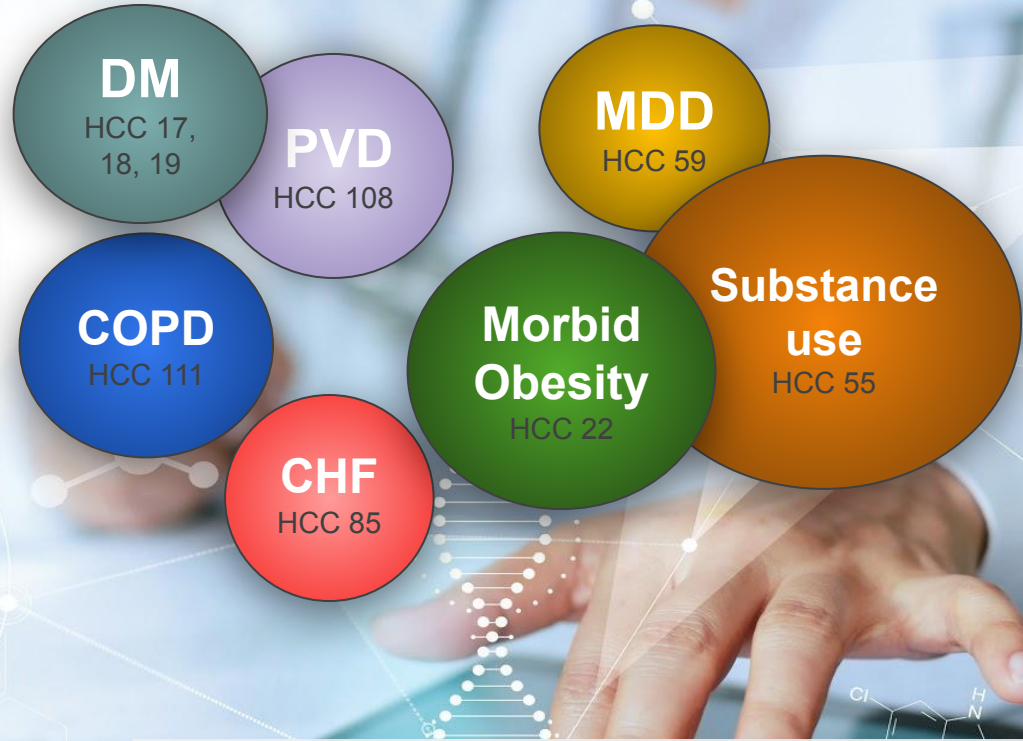 DM
HCC 17,
18, 19
PVD
HCC 108
MDD
HCC 59
Substance
use
HCC 55
COPD
HCC 111
Morbid
Obesity
HCC 22
CHF
HCC 85
Cl
H
N